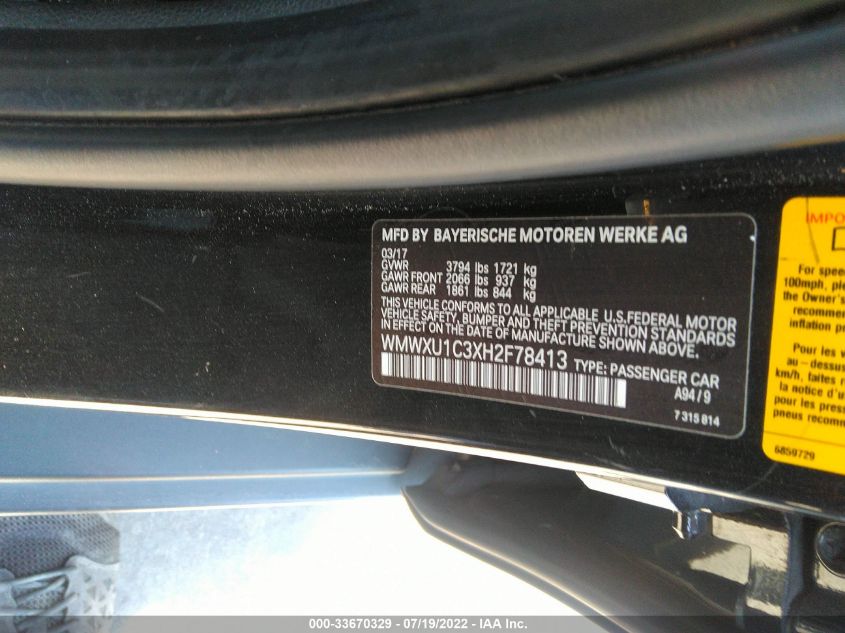 MFD BY BAYERISCHE MOTOREN WERKE AG
03/17
GVWR 3794 lbs 1721 kg
GAWR FRONT 2066 lbs 937 kg
GAWR REAR 1861 lbs 844 kg
THIS VEHICLE CONFORMS TO ALL APPLICABLE U.S.FEDERAL MOTOR
VEHICLE SAFETY, BUMPER AND THEFT PREVENTION STANDARDS
IN EFFECT ON THE DATE OF MANUFACTURE SHOWN ABOVE.
WMWXU1C3XH2F78413 TYPE: PASSENGER CAR
A94 / 9
7 315 814
IMPO
For speed
100mph, ple
the Owner's
recommen
inflation p
Pour les v
au - dessus
km/h, faites
la notice d'u
pour les pres
pneus recomm
6859729
000-33670329 - 07/19/2022 - IAA Inc.